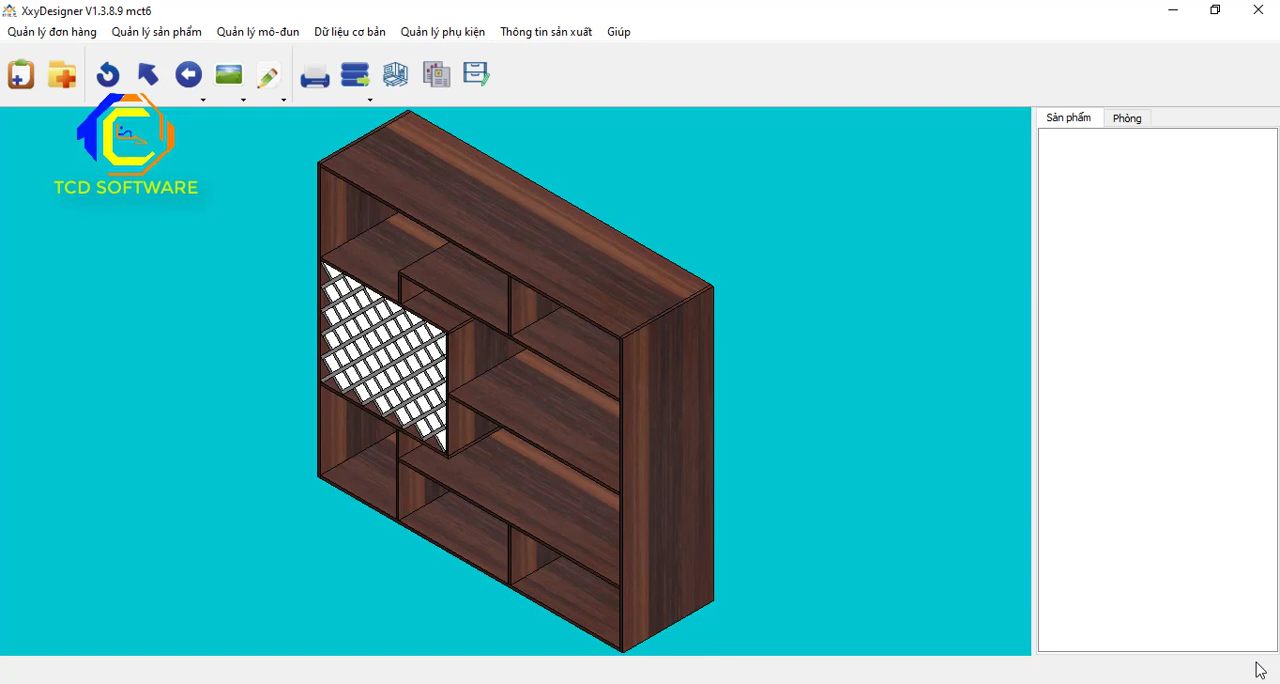 XxyDesigner V1.3.8.9 mct6
Quản lý đơn hàng Quản lý sản phẩm Quản lý mô-đun Dữ liệu cơ bản Quản lý phụ kiện Thông tin sản xuất Giúp
Sản phẩm Phòng
TCD SOFTWARE